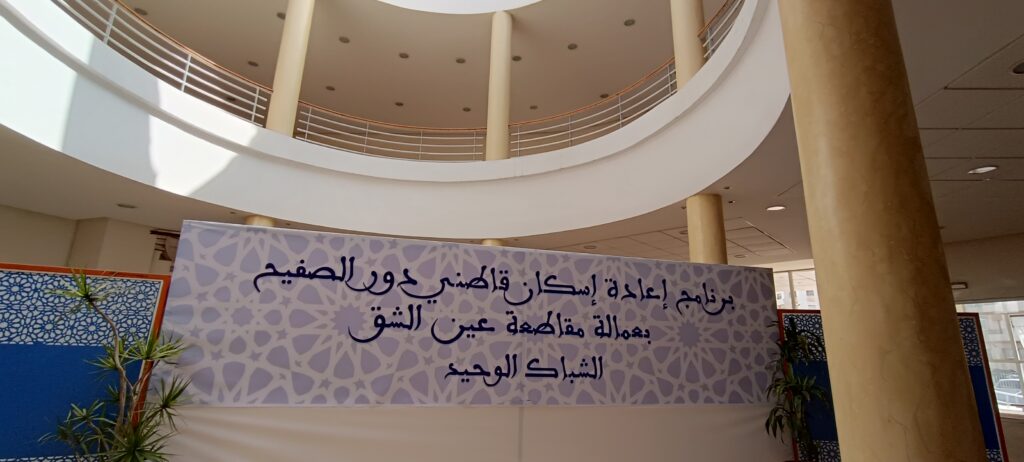 برنامج إعادة إسكان قاطني دور الصفيح
بعمالة مقاطعة عين الشق
الشباك الوحيد